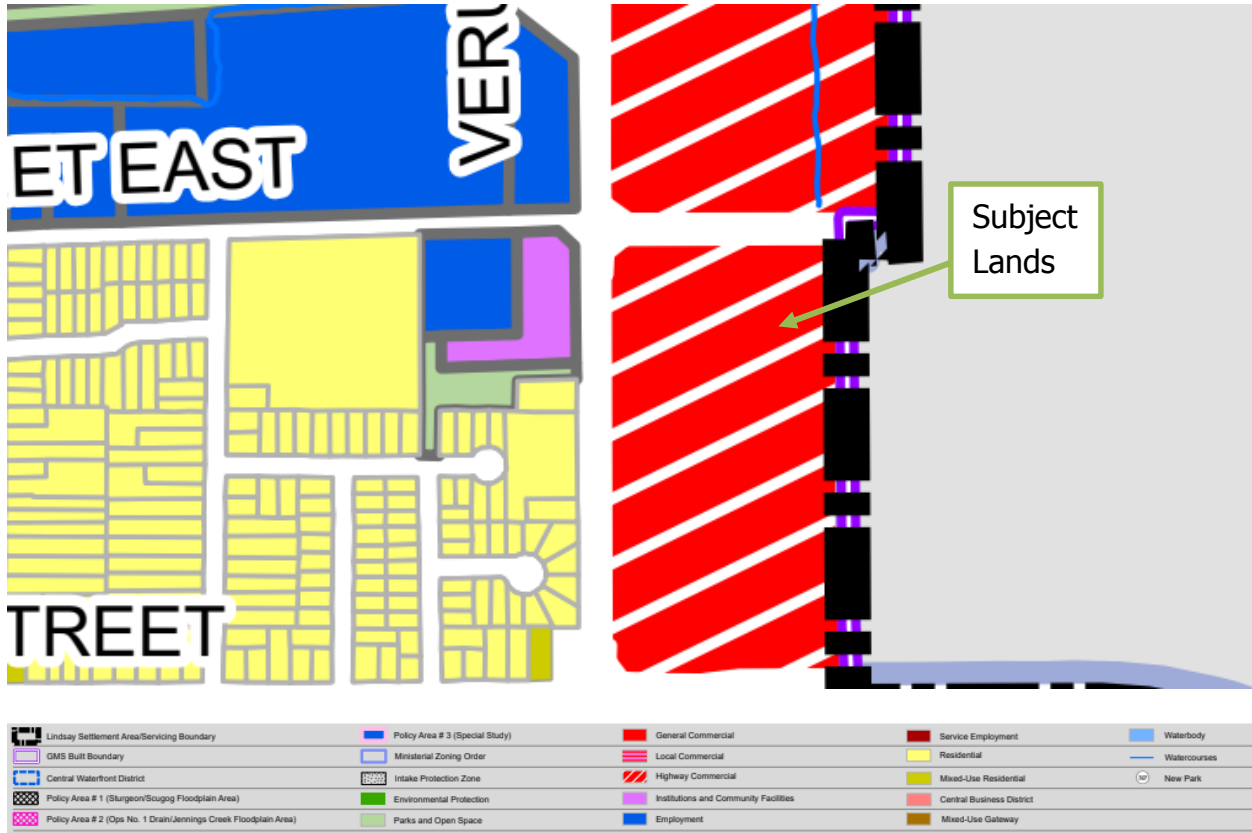 VERU
ET EAST
Subject
Lands
TREET
Lindsay Settlement Area/Servicing Boundary
GMS Built Boundary
Central Waterfront District
Policy Area # 1 (Sturgeon/Scugog Floodplain Area)
Policy Area # 2 (Ops No. 1 Drain/Jennings Creek Floodplain Area)
Policy Area # 3 (Special Study)
Ministerial Zoning Order
Intake Protection Zone
Environmental Protection
Parks and Open Space
General Commercial
Local Commercial
Highway Commercial
Institutions and Community Facilities
Employment
Service Employment
Residential
Mixed-Use Residential
Central Business District
Mixed-Use Gateway
Waterbody
Watercourses
New Park